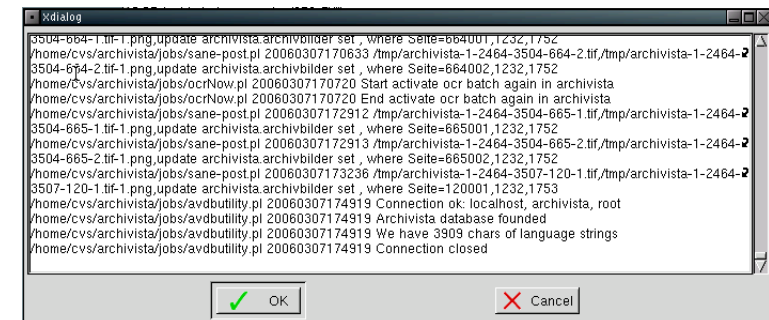 Xdialog
3504-664-1.tif-1.png,update archivista.archivbilder set , where Seite=664001,1232,1752
/home/cvs/archivista/jobs/sane-post.pl 20060307170633 /tmp/archivista-1-2464-3504-664-2.tif,/tmp/archivista-1-2464-
3504-664-2.tif-1.png,update archivista.archivbilder set , where Seite=664002,1232,1752
/home/cvs/archivista/jobs/ocrNow.pl 20060307170720 Start activate ocr batch again in archivista
/home/cvs/archivista/jobs/ocrNow.pl 20060307170720 End activate ocr batch again in archivista
/home/cvs/archivista/jobs/sane-post.pl 20060307172912 /tmp/archivista-1-2464-3504-665-1.tif,/tmp/archivista-1-2464-
3504-665-1.tif-1.png,update archivista.archivbilder set , where Seite=665001,1232,1752
/home/cvs/archivista/jobs/sane-post.pl 20060307172913 /tmp/archivista-1-2464-3504-665-2.tif,/tmp/archivista-1-2464-
3504-665-2.tif-1.png,update archivista.archivbilder set , where Seite=665002,1232,1752
/home/cvs/archivista/jobs/sane-post.pl 20060307173236 /tmp/archivista-1-2464-3507-120-1.tif,/tmp/archivista-1-2464-
3507-120-1.tif-1.png,update archivista.archivbilder set , where Seite=120001,1232,1753
/home/cvs/archivista/jobs/avdbutility.pl 20060307174919 Connection ok: localhost, archivista, root
/home/cvs/archivista/jobs/avdbutility.pl 20060307174919 Archivista database founded
/home/cvs/archivista/jobs/avdbutility.pl 20060307174919 We have 3909 chars of language strings
/home/cvs/archivista/jobs/avdbutility.pl 20060307174919 Connection closed
OK
Cancel